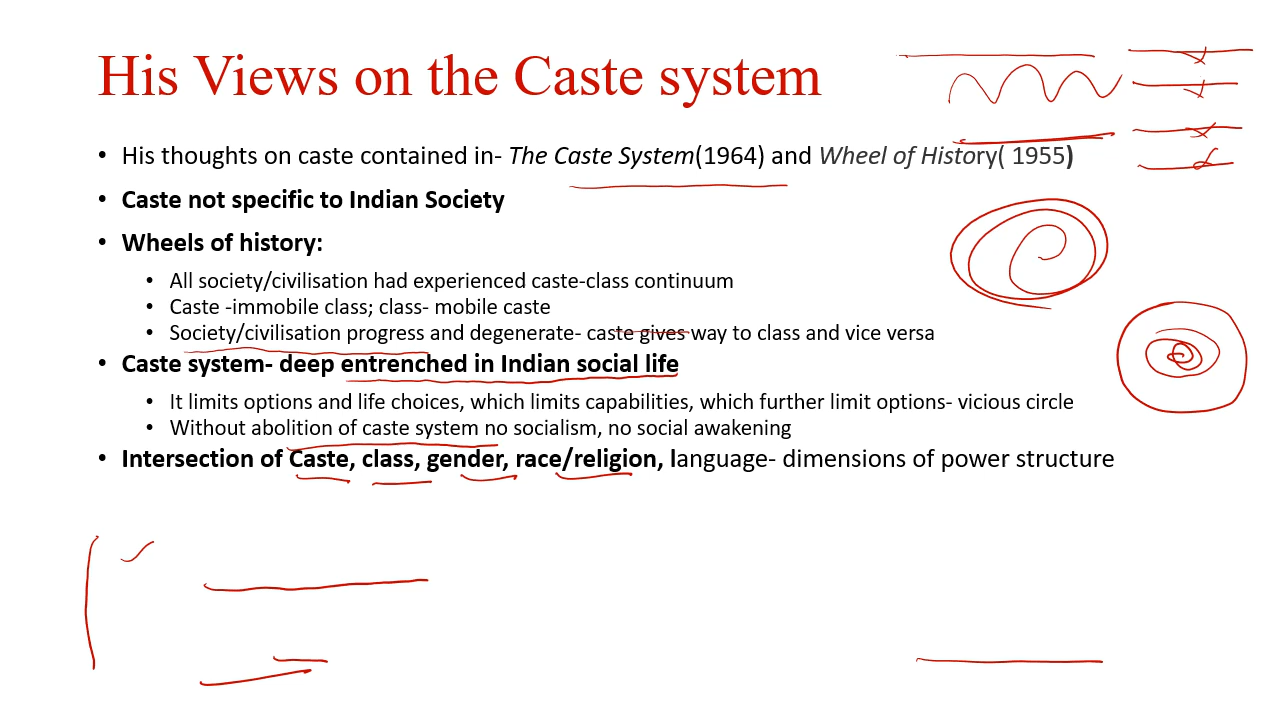 His Views on the Caste system
• His thoughts on caste contained in- The Caste System(1964) and Wheel of History( 1955)
• Caste not specific to Indian Society
• Wheels of history:
• All society/civilisation had experienced caste-class continuum
• Caste -immobile class; class- mobile caste
• Society/civilisation progress and degenerate- caste gives way to class and vice versa
• Caste system- deep entrenched in Indian social life
• It limits options and life choices, which limits capabilities, which further limit options- vicious circle
• Without abolition of caste system no socialism, no social awakening
• Intersection of Caste, class, gender, race/religion, language- dimensions of power structure